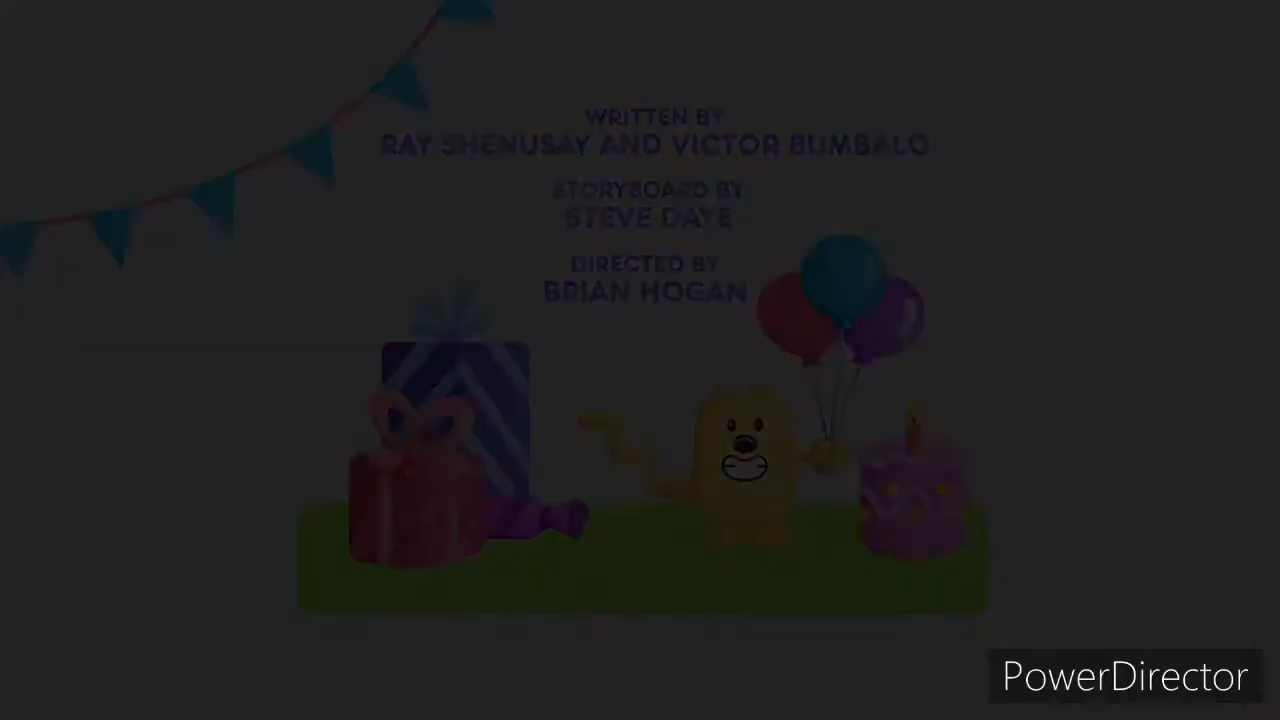 WRITTEN BY
RAY SHENUSAY AND VICTOR BUMBALO
STORYBOARD BY
STEVE DAYE
DIRECTED BY
BRIAN HOGAN
PowerDirector